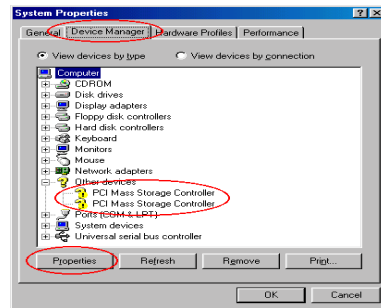 System Properties
General Device Manager Hardware Profiles Performance
View devices by type View devices by connection
Computer
CDROM
Disk drives
Display adapters
Floppy disk controllers
Hard disk controllers
Keyboard
Monitors
Mouse
Network adapters
Other devices
PCI Mass Storage Controller
PCI Mass Storage Controller
Ports (COM & LPT)
System devices
Universal serial bus controller
Properties Refresh Remove Print...
OK Cancel